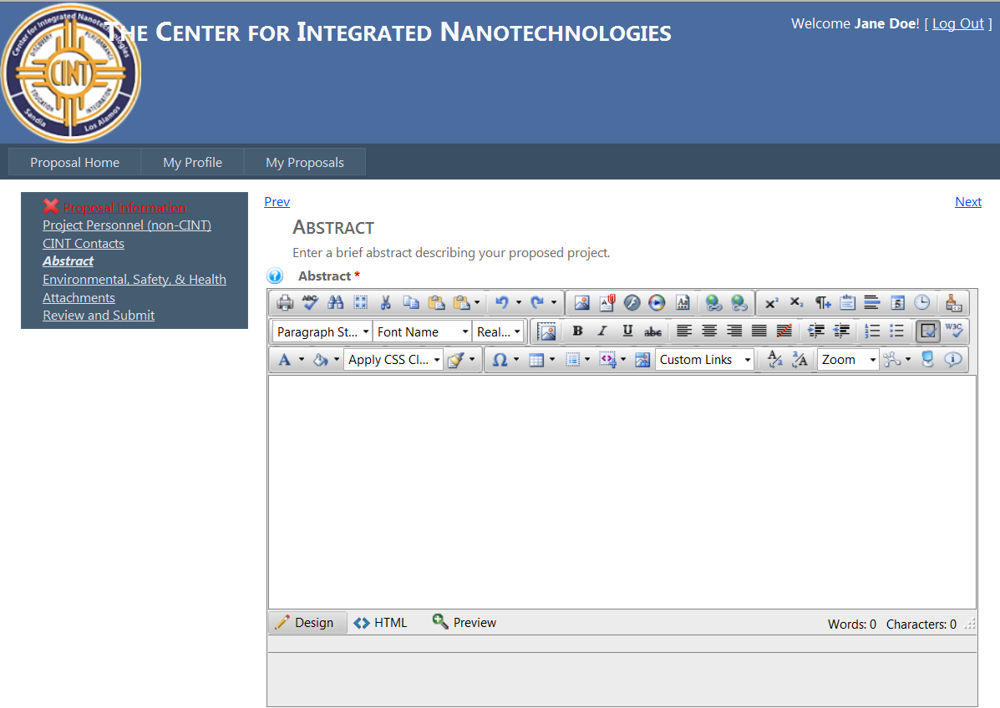 THE CENTER FOR INTEGRATED NANOTECHNOLOGIES
Welcome Jane Doe! [ Log Out ]
Center for Integrated Nanotechnologies
DISCOVERY
PERFORMANCE
CINT
EDUCATION
INTEGRATION
Sandia
Los Alamos
Proposal Home My Profile My Proposals
Proposal Information
Project Personnel (non-CINT)
CINT Contacts
Abstract
Environmental, Safety, & Health
Attachments
Review and Submit
Prev Next
ABSTRACT
Enter a brief abstract describing your proposed project.
? Abstract *
ABC
Paragraph St... Font Name Real... B I U abc W3C
A Apply CSS Cl... Ω Custom Links Zoom
Design HTML Preview Words: 0 Characters: 0